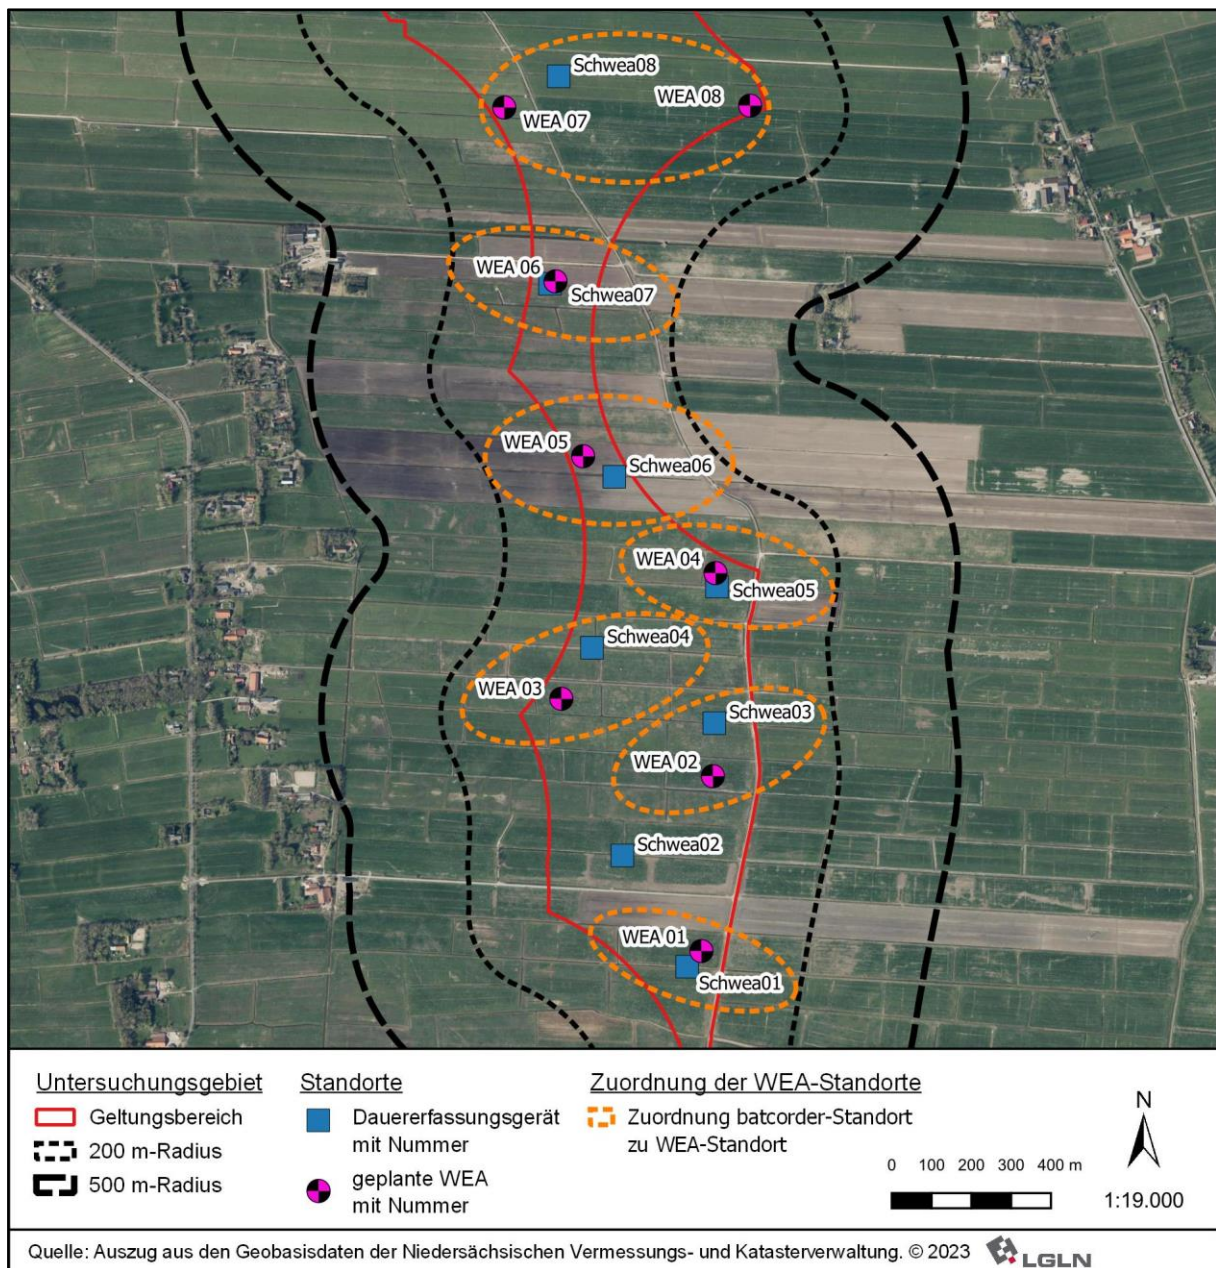 Schwea08
WEA 08
WEA 07
WEA 06
Schwea07
WEA 05
Schwea06
WEA 04
Schwea05
Schwea04
WEA 03
Schwea03
WEA 02
Schwea02
WEA 01
Schwea01
Untersuchungsgebiet
Geltungsbereich
200 m-Radius
500 m-Radius
Standorte
Dauererfassungsgerät
mit Nummer
geplante WEA
mit Nummer
Zuordnung der WEA-Standorte
Zuordnung batcorder-Standort
zu WEA-Standort
N
0 100 200 300 400 m
1:19.000
Quelle: Auszug aus den Geobasisdaten der Niedersächsischen Vermessungs- und Katasterverwaltung. © 2023 LGLN